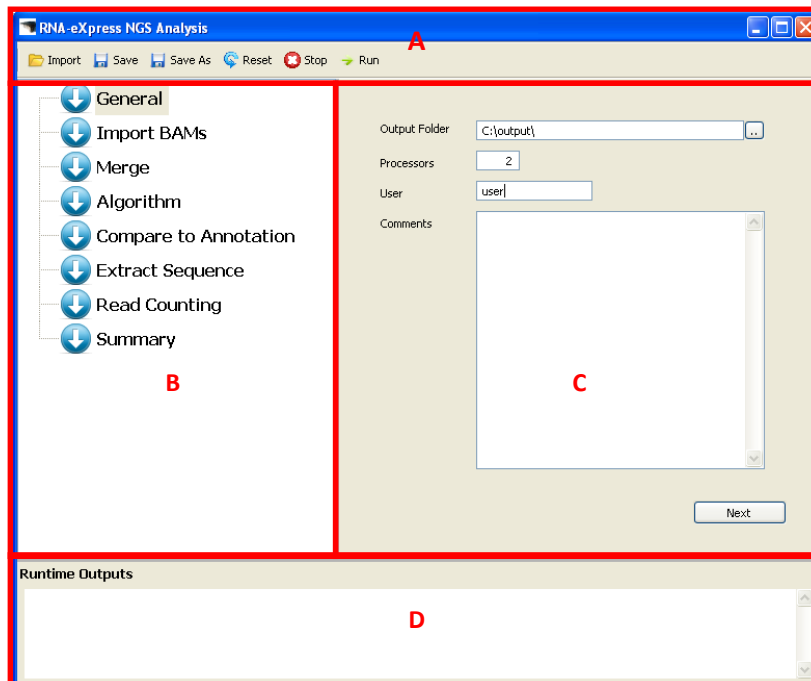 RNA-eXpress NGS Analysis
A
Import Save Save As Reset Stop Run
General
Import BAMs
Merge
Algorithm
Compare to Annotation
Extract Sequence
Read Counting
Summary
B
Output Folder C:\output\ ..
Processors 2
User user
Comments
C
Next
Runtime Outputs
D